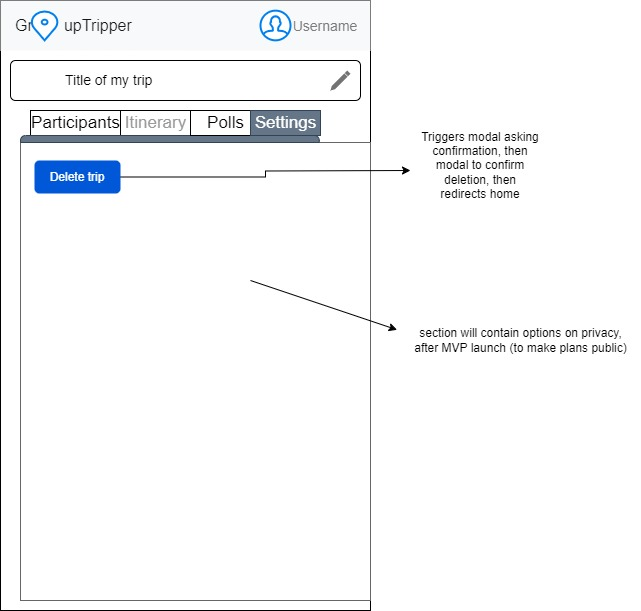 Gr upTripper
Username
Title of my trip
Participants Itinerary Polls Settings
Delete trip
Triggers modal asking
confirmation, then
modal to confirm
deletion, then
redirects home
section will contain options on privacy,
after MVP launch (to make plans public)